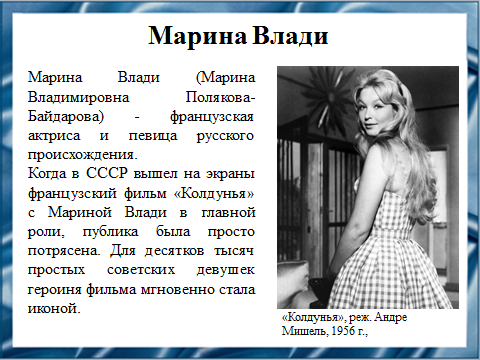 Марина Влади
Марина Влади (Марина
Владимировна Полякова-
Байдарова) - французская
актриса и певица русского
происхождения.
Когда в СССР вышел на экраны
французский фильм «Колдунья»
с Мариной Влади в главной
роли, публика была просто
потрясена. Для десятков тысяч
простых советских девушек
героиня фильма мгновенно стала
иконой.
«Колдунья», реж. Андре
Мишель, 1956 г.,